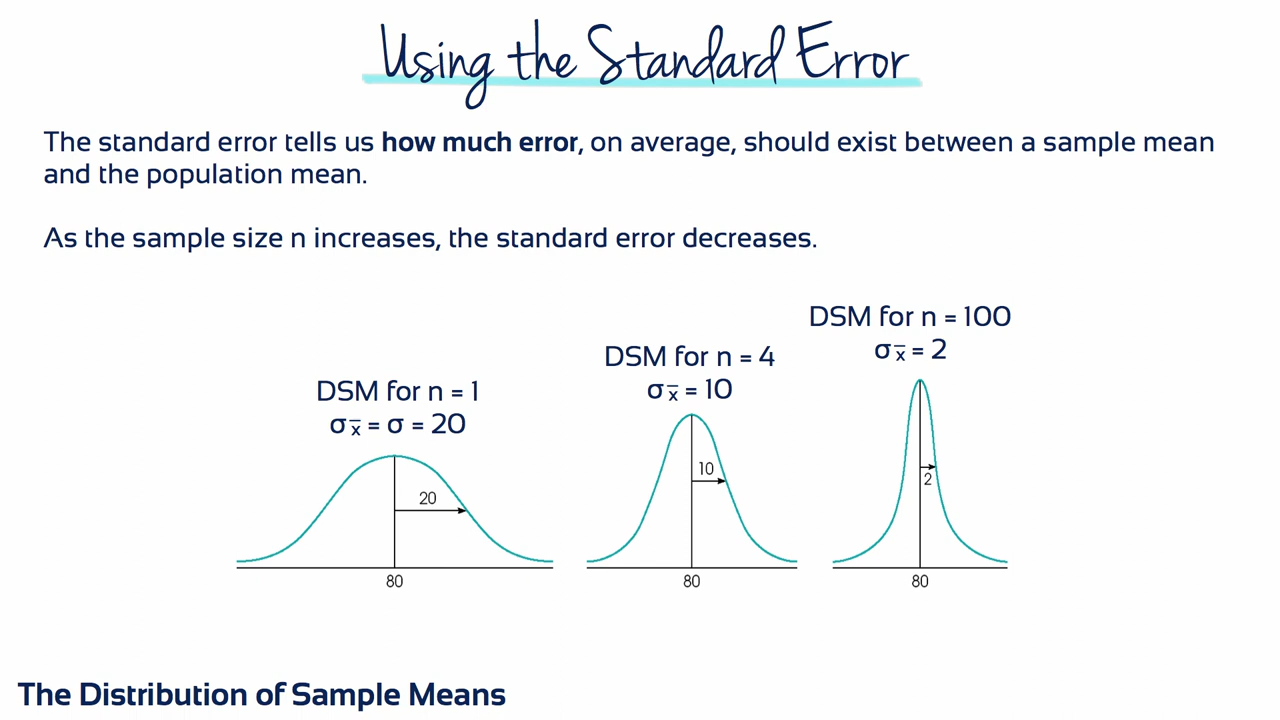 Using the Standard Error
The standard error tells us how much error, on average, should exist between a sample mean
and the population mean.
As the sample size n increases, the standard error decreases.
DSM for n = 1
σx̅ = σ = 20
20
80
DSM for n = 4
σx̅ = 10
10
80
DSM for n = 100
σx̅ = 2
2
80
The Distribution of Sample Means